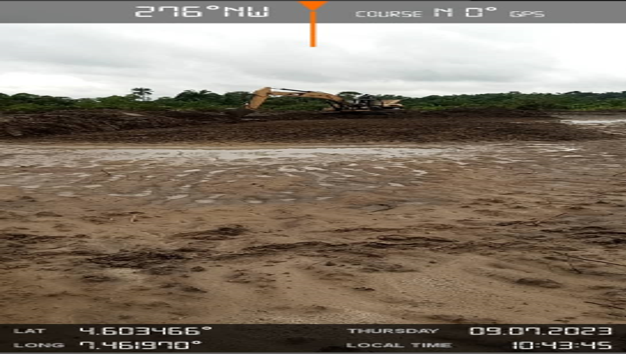 276°NW COURSE N 0° GPS
LAT 4.603466° THURSDAY 09.07.2023
LONG 7.461970° LOCAL TIME 10:43:45